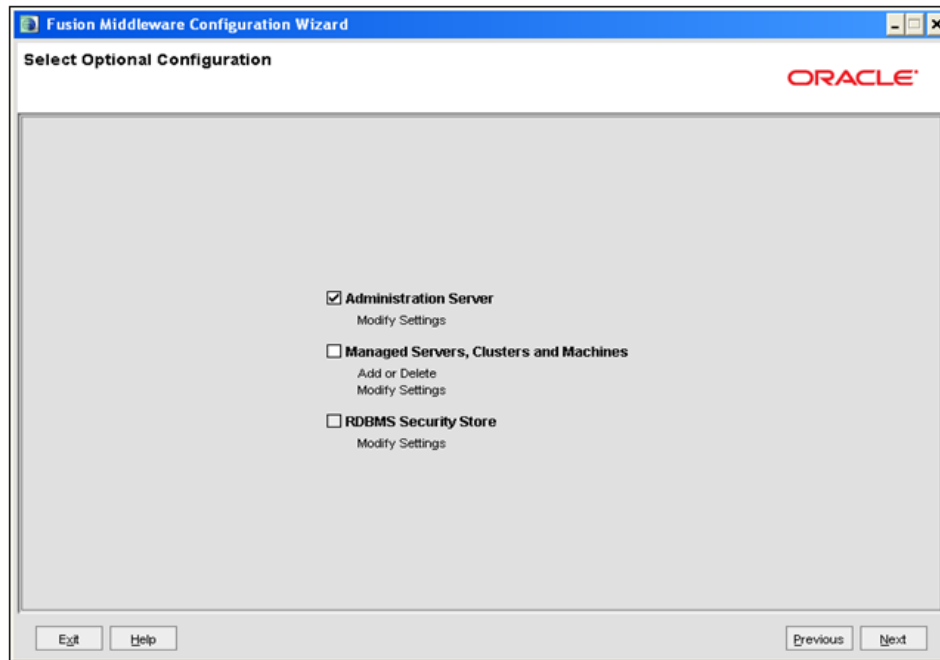 Fusion Middleware Configuration Wizard
Select Optional Configuration
ORACLE
Administration Server
Modify Settings
Managed Servers, Clusters and Machines
Add or Delete
Modify Settings
RDBMS Security Store
Modify Settings
Exit Help Previous Next